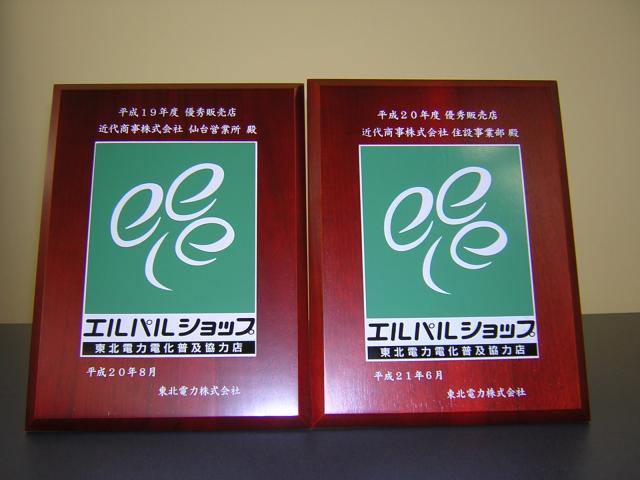 平成19年度 優秀販売店
近代商事株式会社 仙台営業所 殿
eee
エルパルショップ
東北電力電化普及協力店
平成20年8月
東北電力株式会社
平成20年度 優秀販売店
近代商事株式会社 住設事業部 殿
eee
エルパルショップ
東北電力電化普及協力店
平成21年6月
東北電力株式会社